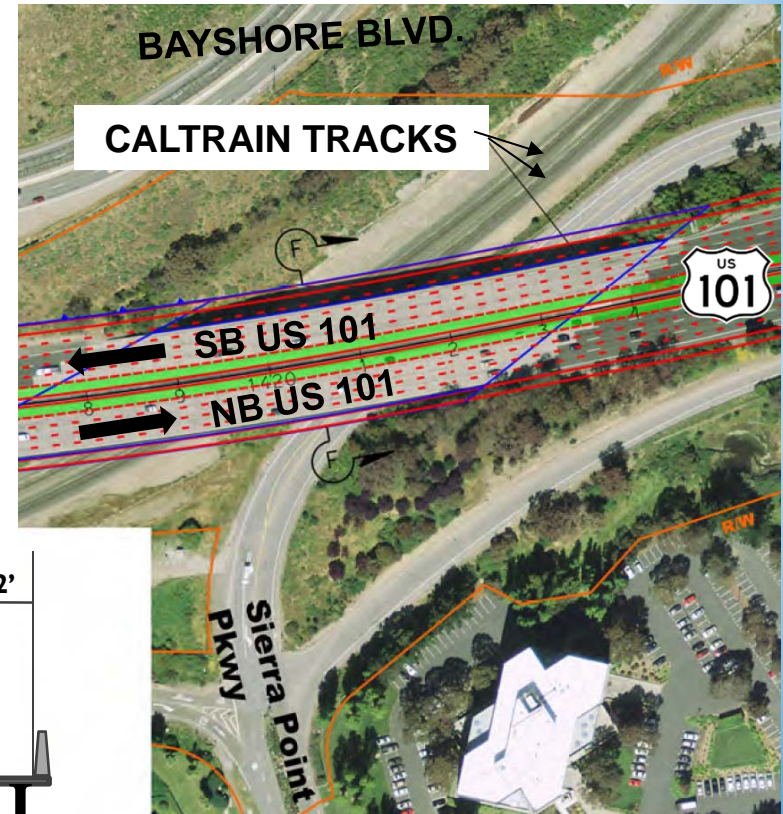 BAYSHORE BLVD.
R/W
CALTRAIN TRACKS
F
US
101
SB US 101
8 9 1420 1 2 3 4
NB US 101
F
R/W
2’
Sierra Point
Pkwy